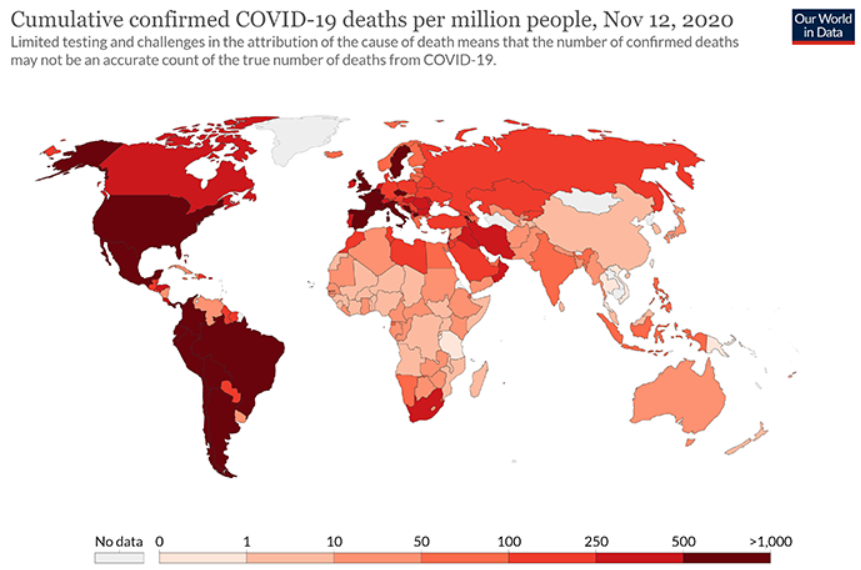 Cumulative confirmed COVID-19 deaths per million people, Nov 12, 2020
Our World
in Data
Limited testing and challenges in the attribution of the cause of death means that the number of confirmed deaths
may not be an accurate count of the true number of deaths from COVID-19.
No data 0 1 10 50 100 250 500 >1,000